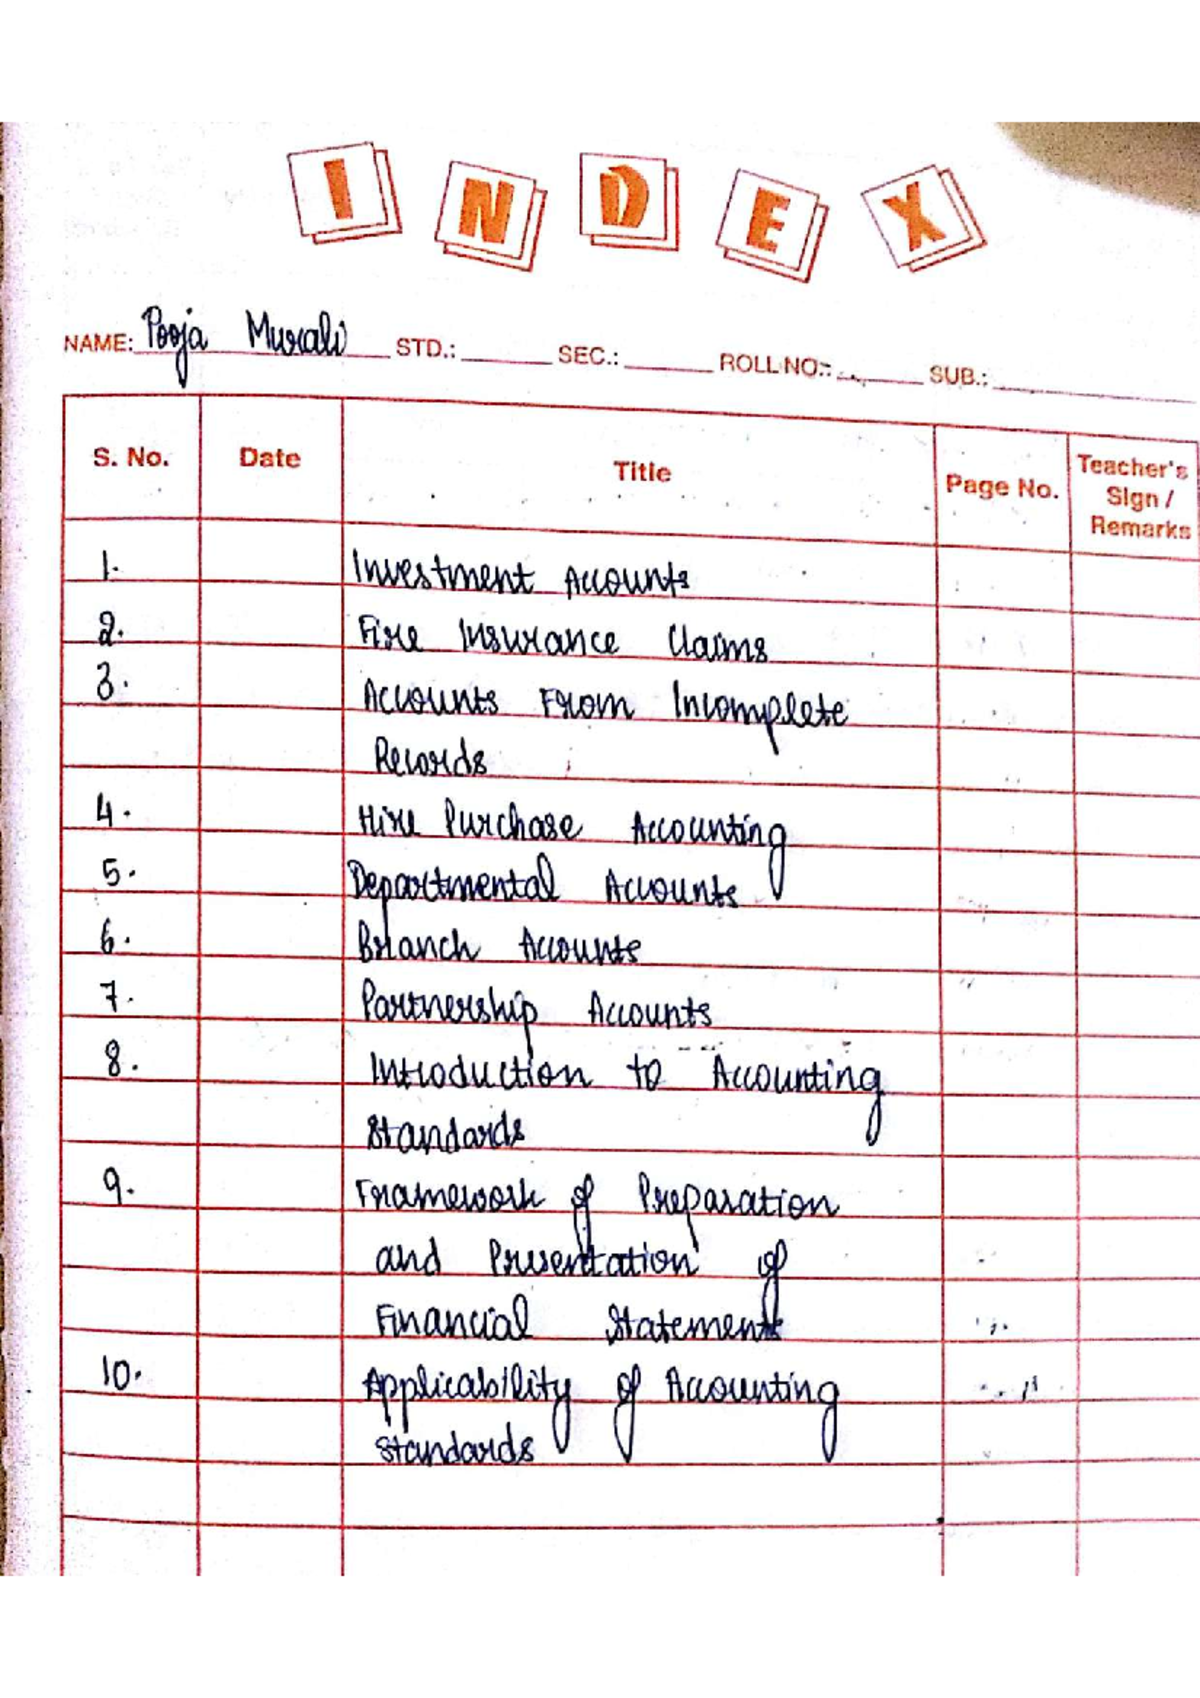 INDEX
NAME: Pooja Murali STD.: SEC.: ROLL NO.: SUB.:
S. No. Date Title Page No. Teacher's Sign / Remarks
1. Investment Accounts
2. Fire Insurance Claims
3. Accounts From Incomplete
Records
4. Hire Purchase Accounting
5. Departmental Accounts
6. Branch Accounts
7. Partnership Accounts
8. Introduction to Accounting
Standards
9. Framework of Preparation
and Presentation of
Financial Statements
10. Applicability of Accounting
Standards